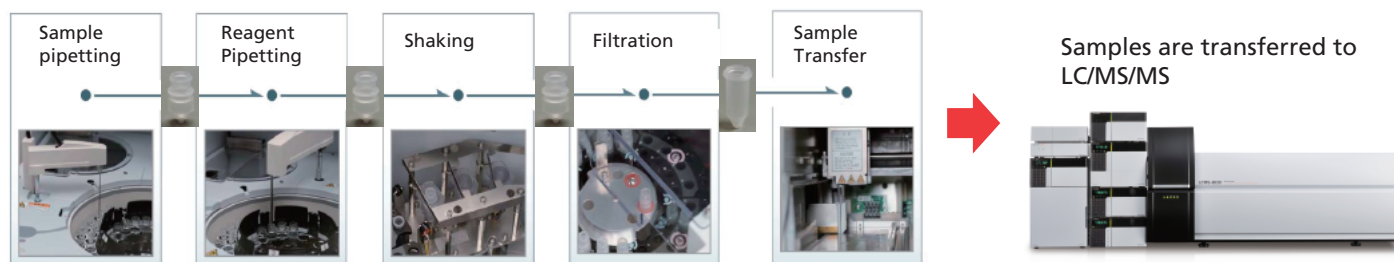 Sample
pipetting
Reagent
Pipetting
Shaking
Filtration
Sample
Transfer
Samples are transferred to
LC/MS/MS